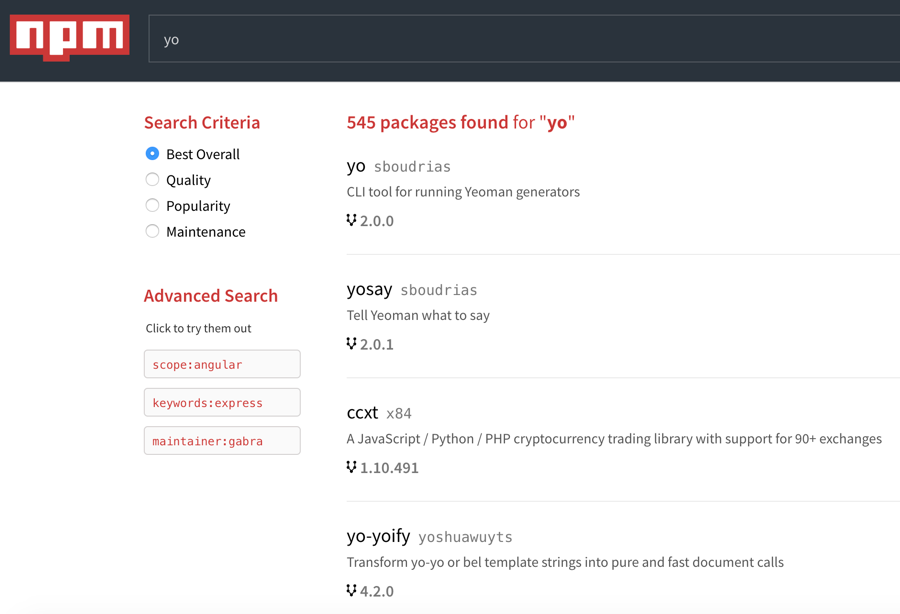 npm
yo
Search Criteria
Best Overall
Quality
Popularity
Maintenance
Advanced Search
Click to try them out
scope:angular
keywords:express
maintainer:gabra
545 packages found for "yo"
yo sboudrias
CLI tool for running Yeoman generators
2.0.0
yosay sboudrias
Tell Yeoman what to say
2.0.1
ccxt x84
A JavaScript / Python / PHP cryptocurrency trading library with support for 90+ exchanges
1.10.491
yo-yoify yoshuawuyts
Transform yo-yo or bel template strings into pure and fast document calls
4.2.0